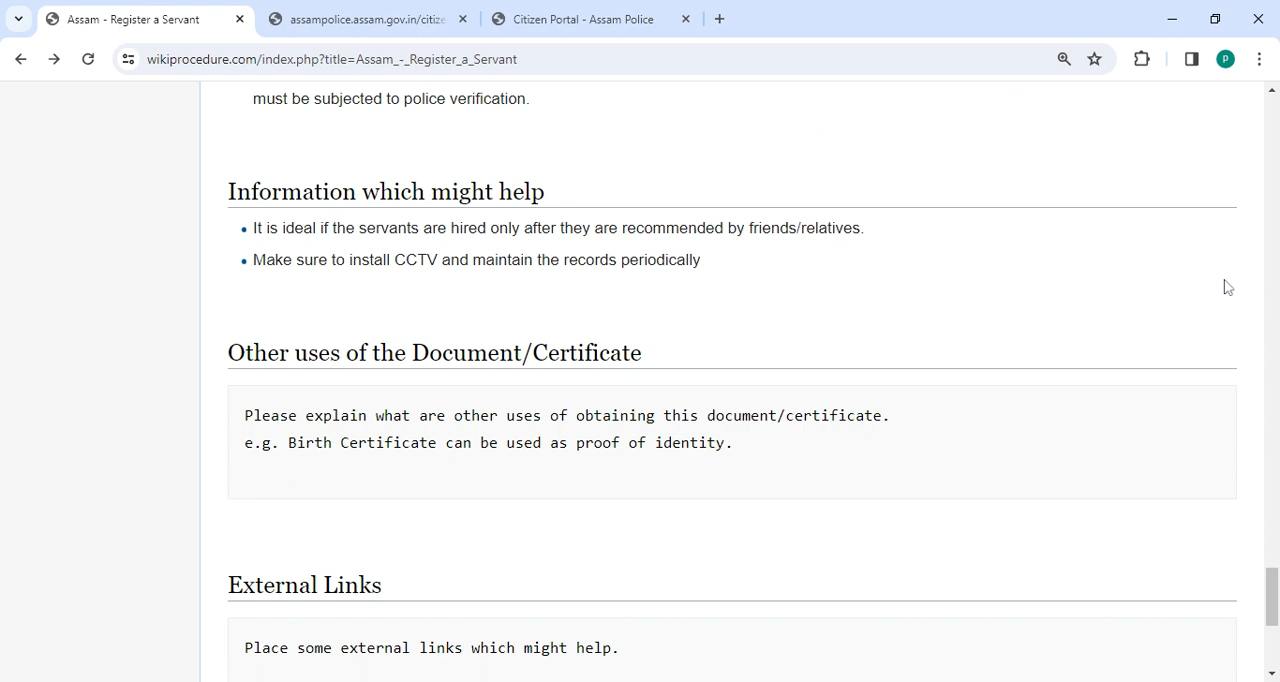 Assam - Register a Servant
assampolice.assam.gov.in/citize
Citizen Portal - Assam Police
wikiprocedure.com/index.php?title=Assam_-_Register_a_Servant
P
must be subjected to police verification.
Information which might help
It is ideal if the servants are hired only after they are recommended by friends/relatives.
Make sure to install CCTV and maintain the records periodically
Other uses of the Document/Certificate
Please explain what are other uses of obtaining this document/certificate.
e.g. Birth Certificate can be used as proof of identity.
External Links
Place some external links which might help.